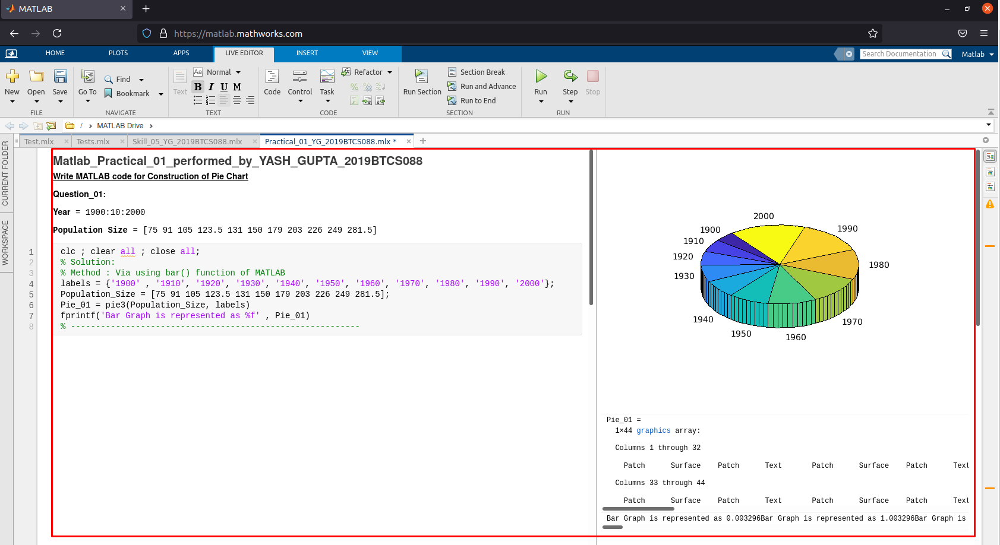 MATLAB
https://matlab.mathworks.com
HOME PLOTS APPS LIVE EDITOR INSERT VIEW
Search Documentation Matlab
New Open Save
FILE
Go To Find Bookmark
NAVIGATE
Text Aa Normal
B I U M
TEXT
Code Control Task Refactor
CODE
Run Section Section Break
Run and Advance
Run to End
SECTION
Run Step Stop
RUN
/ MATLAB Drive
CURRENT FOLDER
WORKSPACE
Test.mlx Tests.mlx Skill_05_YG_2019BTCS088.mlx Practical_01_YG_2019BTCS088.mlx *
Matlab_Practical_01_performed_by_YASH_GUPTA_2019BTCS088
Write MATLAB code for Construction of Pie Chart
Question_01:
Year = 1900:10:2000
Population Size = [75 91 105 123.5 131 150 179 203 226 249 281.5]
1 clc ; clear all ; close all;
2 % Solution:
3 % Method : Via using bar() function of MATLAB
4 labels = {'1900' , '1910', '1920', '1930', '1940', '1950', '1960', '1970', '1980', '1990', '2000'};
5 Population_Size = [75 91 105 123.5 131 150 179 203 226 249 281.5];
6 Pie_01 = pie3(Population_Size, labels)
7 fprintf('Bar Graph is represented as %f' , Pie_01)
8 % ----------------------------------------------------------
2000
1900
1990
1910
1920
1980
1930
1940
1970
1950
1960
Pie_01 =
1×44 graphics array:
Columns 1 through 32
Patch Surface Patch Text Patch Surface Patch Text
Columns 33 through 44
Patch Surface Patch Text Patch Surface Patch Text
Bar Graph is represented as 0.003296Bar Graph is represented as 1.003296Bar Graph is